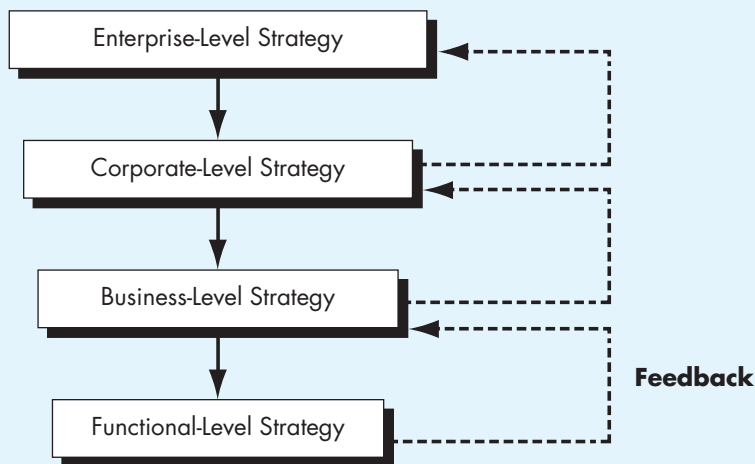 Enterprise-Level Strategy
Corporate-Level Strategy
Business-Level Strategy
Feedback
Functional-Level Strategy